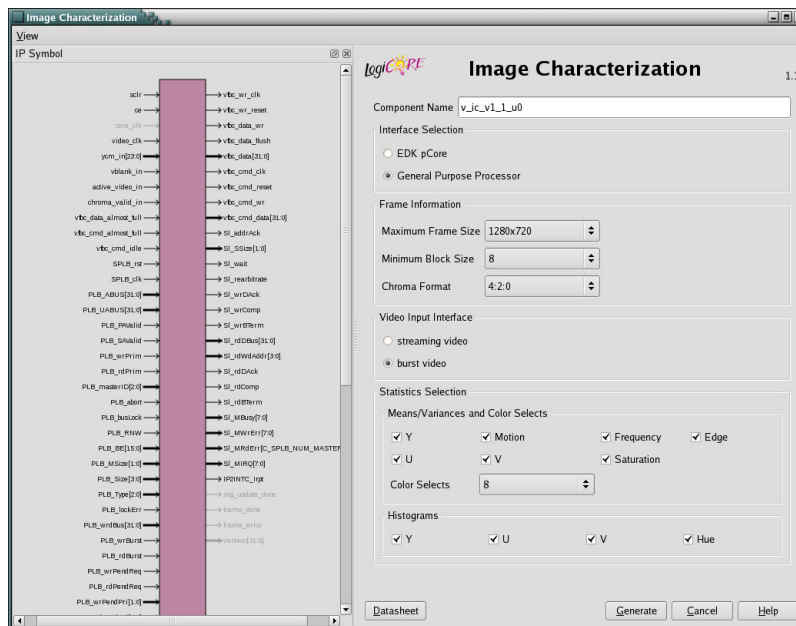 Image Characterization
View
IP Symbol
sclr
ce
core_clk
video_clk
ycm_in[23:0]
vblank_in
active_video_in
chroma_valid_in
vfbc_data_almost_full
vfbc_cmd_almost_full
vfbc_cmd_idle
SPLB_rst
SPLB_clk
PLB_ABUS[31:0]
PLB_UABUS[31:0]
PLB_PAValid
PLB_SAValid
PLB_wrPrim
PLB_rdPrim
PLB_masterID[2:0]
PLB_abort
PLB_busLock
PLB_RNW
PLB_BE[15:0]
PLB_MSize[1:0]
PLB_Size[3:0]
PLB_Type[2:0]
PLB_lockErr
PLB_wrdBus[31:0]
PLB_wrBurst
PLB_rdBurst
PLB_wrPendReq
PLB_rdPendReq
PLB_wrPendPri[1:0]
vfbc_wr_clk
vfbc_wr_reset
vfbc_data_wr
vfbc_data_flush
vfbc_data[31:0]
vfbc_cmd_clk
vfbc_cmd_reset
vfbc_cmd_wr
vfbc_cmd_data[31:0]
Sl_addrAck
Sl_SSize[1:0]
Sl_wait
Sl_rearbitrate
Sl_wrDAck
Sl_wrComp
Sl_wrBTerm
Sl_rdDBus[31:0]
Sl_rdWdAddr[3:0]
Sl_rdDAck
Sl_rdComp
Sl_rdBTerm
Sl_MBusy[7:0]
Sl_MWrErr[7:0]
Sl_MRdErr[C_SPLB_NUM_MASTER
Sl_MIRQ[7:0]
IP2INTC_Irpt
reg_update_done
frame_done
frame_error
version[31:0]
LogiCORE
Image Characterization
1.
Component Name v_ic_v1_1_u0
Interface Selection
EDK pCore
General Purpose Processor
Frame Information
Maximum Frame Size 1280x720
Minimum Block Size 8
Chroma Format 4:2:0
Video Input Interface
streaming video
burst video
Statistics Selection
Means/Variances and Color Selects
Y Motion Frequency Edge
U V Saturation
Color Selects 8
Histograms
Y U V Hue
Datasheet Generate Cancel Help